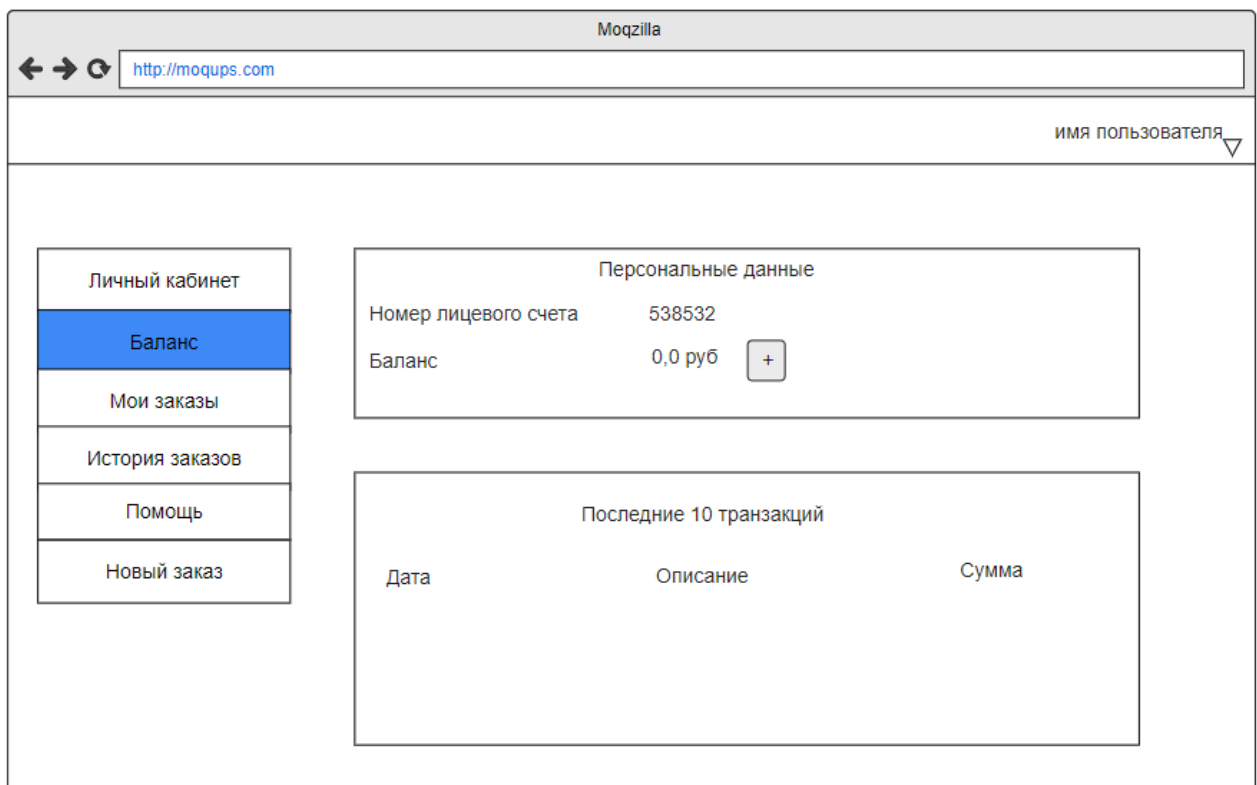 Moqzilla
http://moqups.com
имя пользователя
Личный кабинет
Баланс
Мои заказы
История заказов
Помощь
Новый заказ
Персональные данные
Номер лицевого счета 538532
Баланс 0,0 руб +
Последние 10 транзакций
Дата Описание Сумма